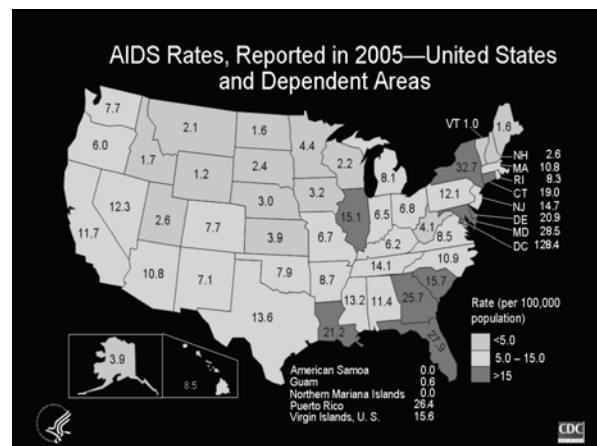 AIDS Rates, Reported in 2005—United States
and Dependent Areas
7.7
2.1
1.6
4.4
VT 1.0
1.6
6.0
1.7
1.2
2.4
2.2
8.1
32.7
NH 2.6
MA 10.8
RI 8.3
CT 19.0
NJ 14.7
DE 20.9
MD 28.5
DC 128.4
12.3
2.6
7.7
3.0
3.2
15.1
6.5
6.8
12.1
4.1
8.5
11.7
3.9
6.7
6.2
10.9
10.8
7.1
7.9
8.7
14.1
15.7
13.6
21.2
13.2
11.4
25.7
27.9
Rate (per 100,000
population)
<5.0
5.0 – 15.0
>15
3.9
8.5
American Samoa 0.0
Guam 0.6
Northern Mariana Islands 0.0
Puerto Rico 26.4
Virgin Islands, U. S. 15.6
CDC